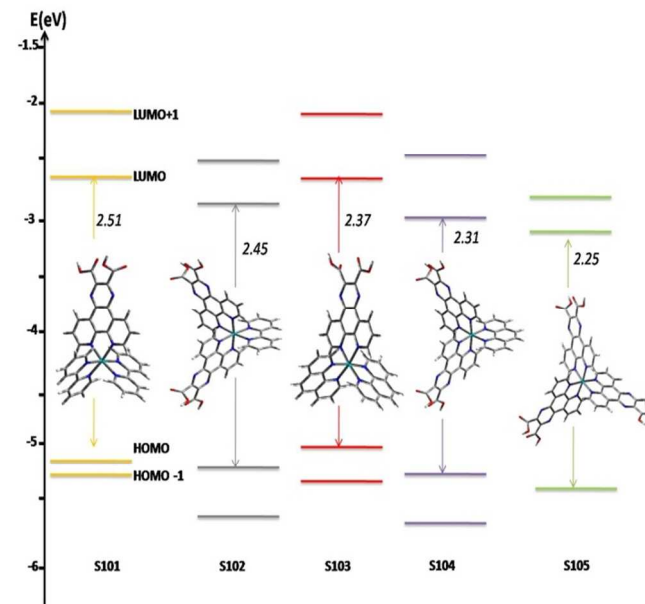 E(eV)
-1.5
-2
LUMO+1
LUMO
2.51
2.45
2.37
2.31
2.25
-3
-4
-5
HOMO
HOMO -1
-6
S101
S102
S103
S104
S105